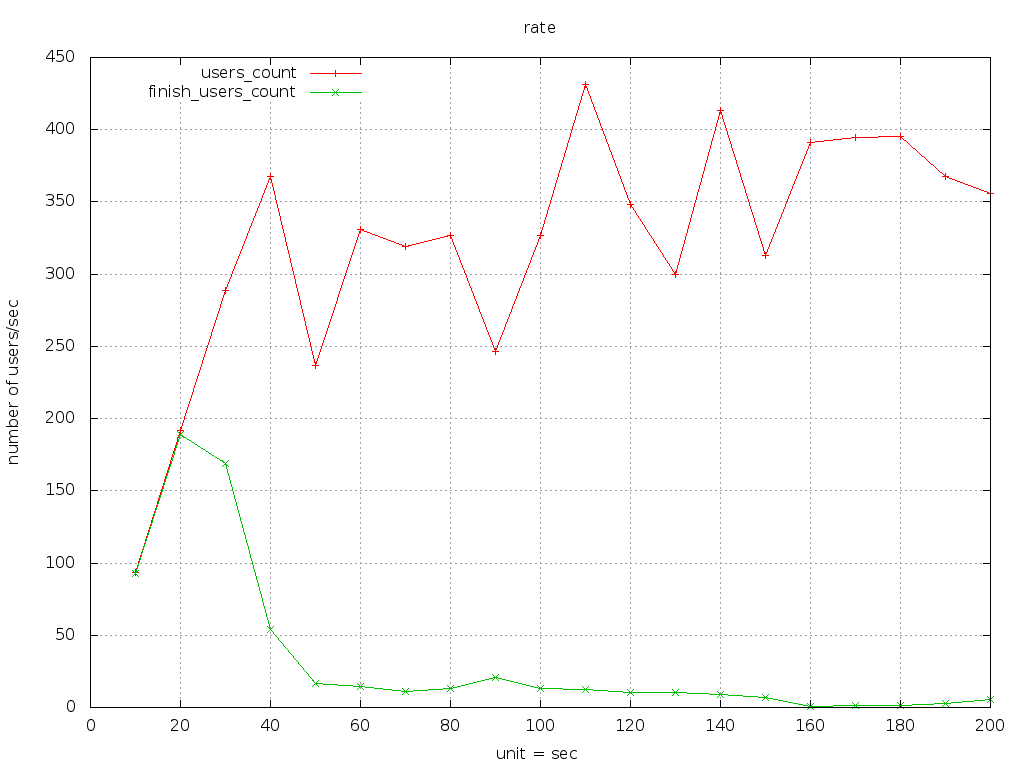 rate
450
400
350
300
250
200
150
100
50
0
users_count
finish_users_count
number of users/sec
0 20 40 60 80 100 120 140 160 180 200
unit = sec